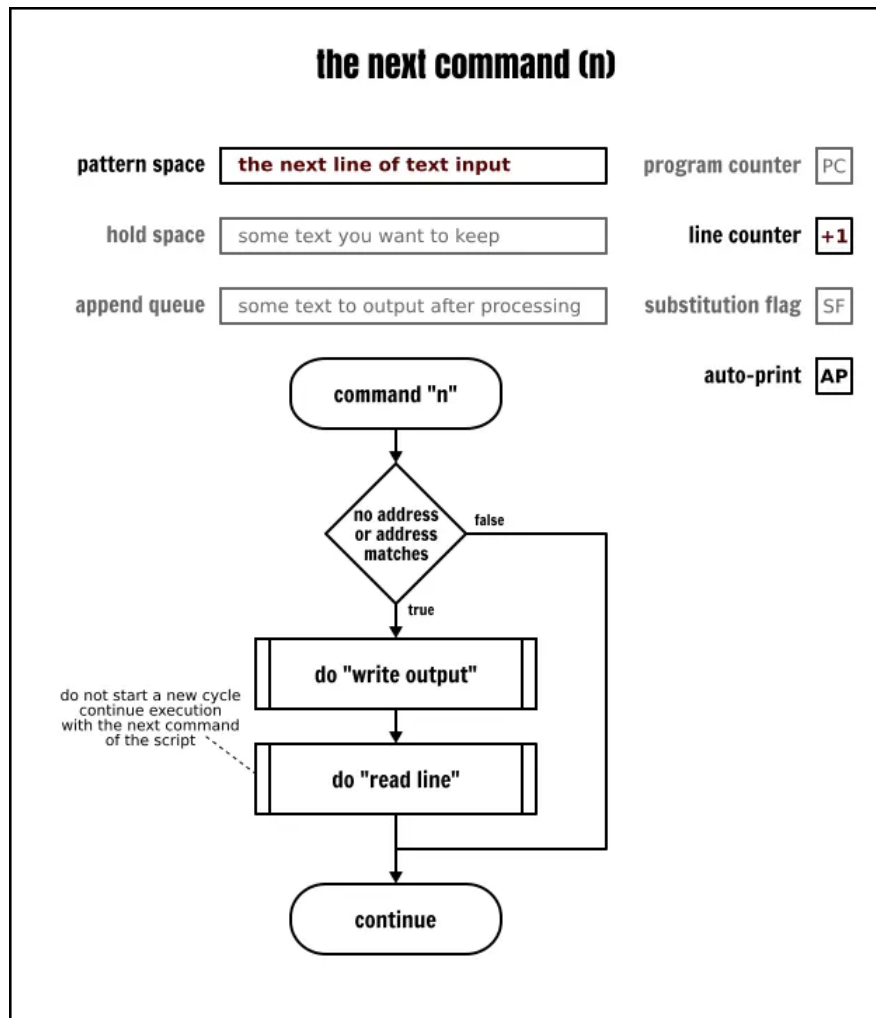 the next command (n)
pattern space
the next line of text input
program counter
PC
hold space
some text you want to keep
line counter
+1
append queue
some text to output after processing
substitution flag
SF
auto-print
AP
command "n"
no address
or address
matches
false
true
do "write output"
do not start a new cycle
continue execution
with the next command
of the script
do "read line"
continue